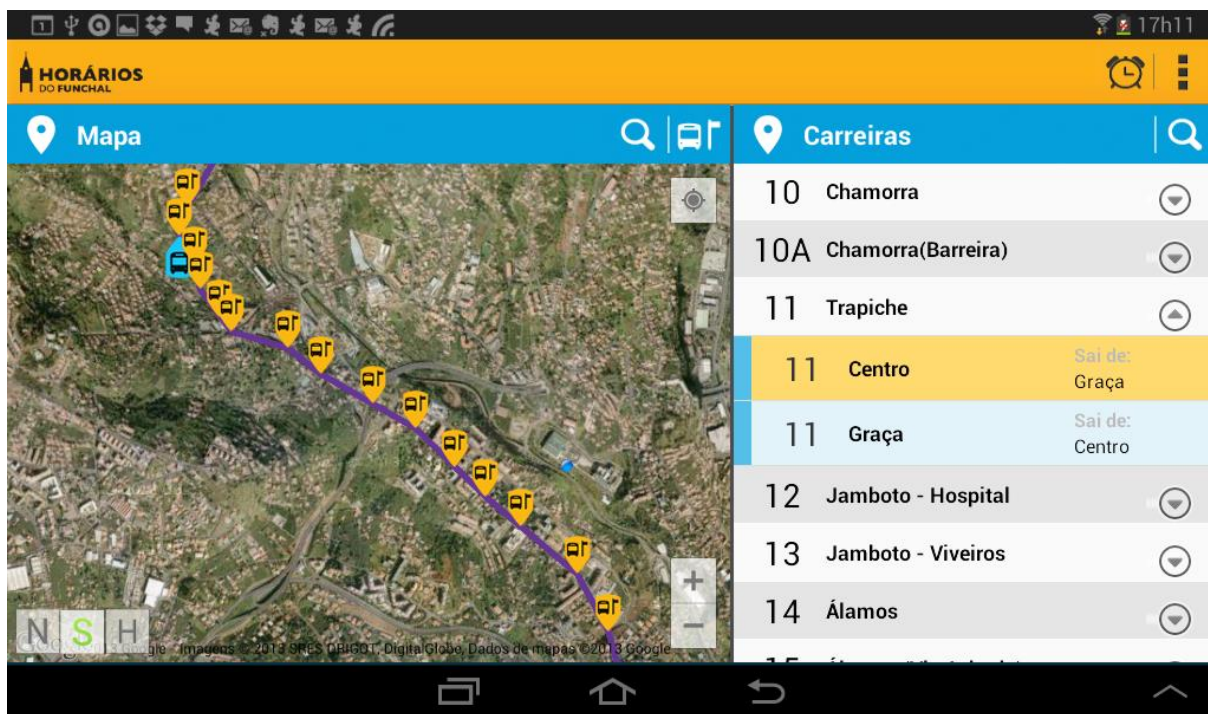 17h11
HORÁRIOS
DO FUNCHAL
Mapa
Carreiras
10 Chamorra
10A Chamorra(Barreira)
11 Trapiche
11 Centro
Sai de:
Graça
11 Graça
Sai de:
Centro
12 Jamboto - Hospital
13 Jamboto - Viveiros
14 Álamos
N S H
+
−
Imagens © 2013
DigitalGlobe, Dados de mapas ©2013 Google